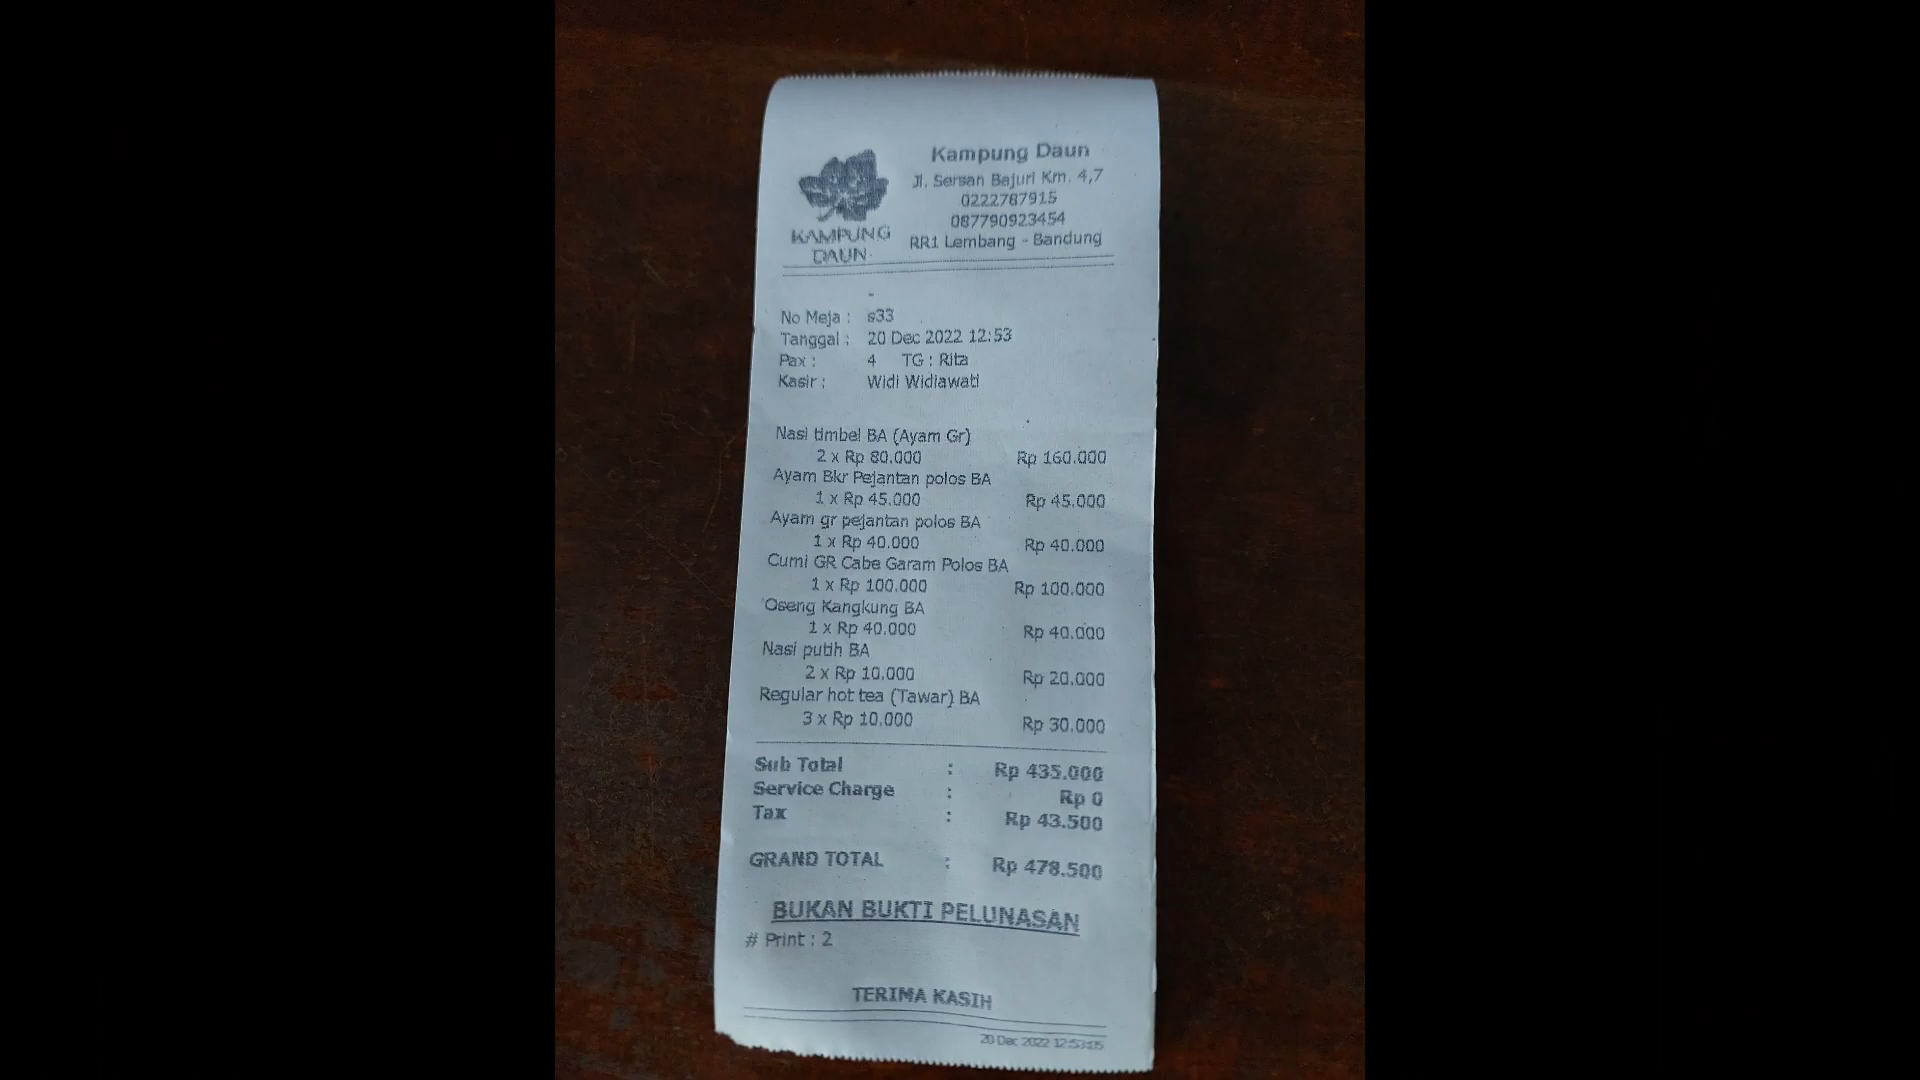 Kampung Daun
Jl. Sersan Bajuri Km. 4,7
0222787915
087790923454
RR1 Lembang - Bandung
KAMPUNG
DAUN
-
No Meja : s33
Tanggal : 20 Dec 2022 12:53
Pax : 4 TG : Rita
Kasir : Widi Widiawati
Nasi timbel BA (Ayam Gr)
2 x Rp 80.000 Rp 160.000
Ayam Bkr Pejantan polos BA
1 x Rp 45.000 Rp 45.000
Ayam gr pejantan polos BA
1 x Rp 40.000 Rp 40.000
Cumi GR Cabe Garam Polos BA
1 x Rp 100.000 Rp 100.000
Oseng Kangkung BA
1 x Rp 40.000 Rp 40.000
Nasi putih BA
2 x Rp 10.000 Rp 20.000
Regular hot tea (Tawar) BA
3 x Rp 10.000 Rp 30.000
Sub Total : Rp 435.000
Service Charge : Rp 0
Tax : Rp 43.500
GRAND TOTAL : Rp 478.500
BUKAN BUKTI PELUNASAN
# Print : 2
TERIMA KASIH
20 Dec 2022 12:53:05